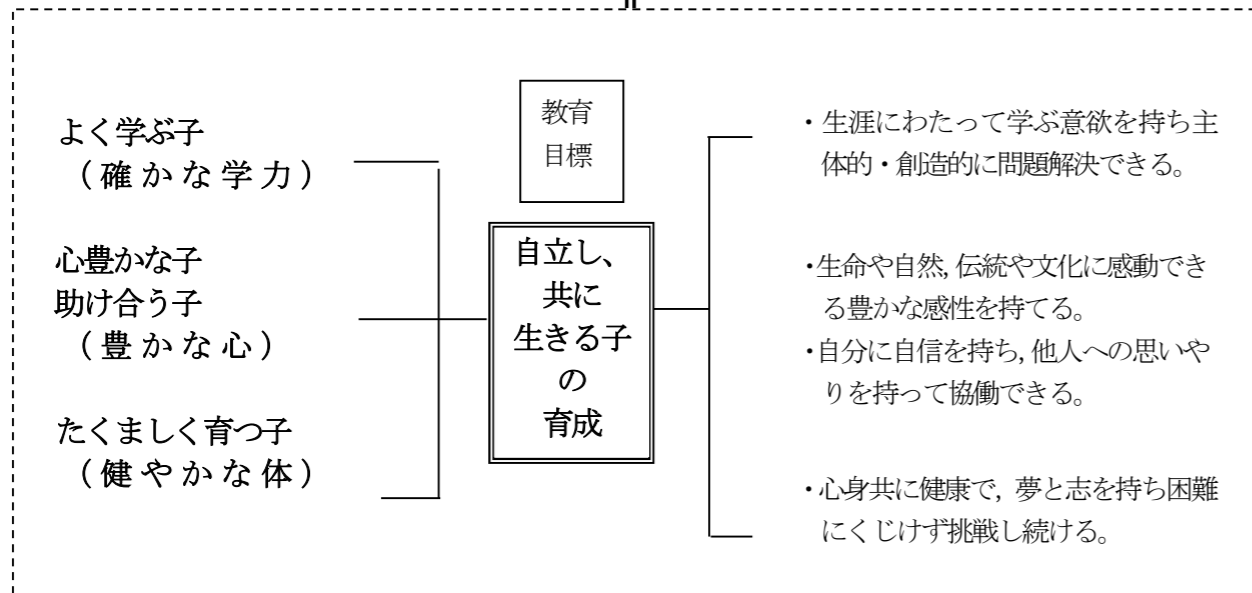 よく学ぶ子
（確かな学力）
心豊かな子
助け合う子
（豊かな心）
たくましく育つ子
（健やかな体）
教育
目標
自立し、
共に
生きる子
の
育成
・生涯にわたって学ぶ意欲を持ち主
体的・創造的に問題解決できる。
・生命や自然,伝統や文化に感動でき
る豊かな感性を持てる。
・自分に自信を持ち,他人への思いや
りを持って協働できる。
・心身共に健康で,夢と志を持ち困難
にくじけず挑戦し続ける。